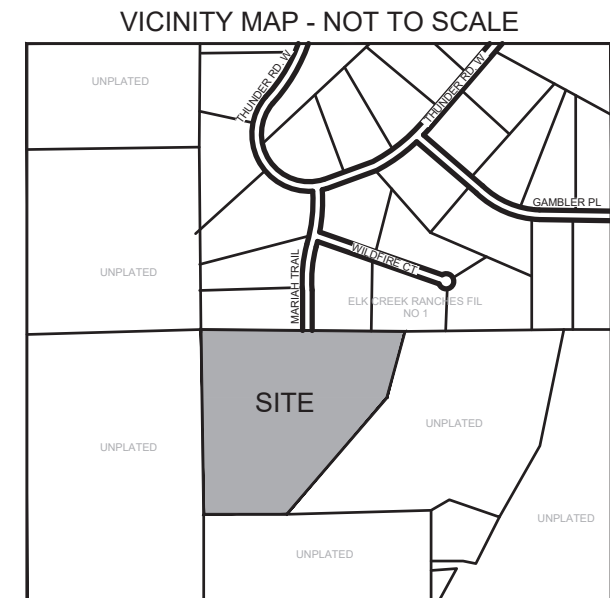 VICINITY MAP - NOT TO SCALE
UNPLATED
THUNDER RD. W
THUNDER RD. W
GAMBLER PL
UNPLATED
WILDFIRE CT
MARIAH TRAIL
ELK CREEK RANCHES FIL
NO 1
SITE
UNPLATED
UNPLATED
UNPLATED
UNPLATED